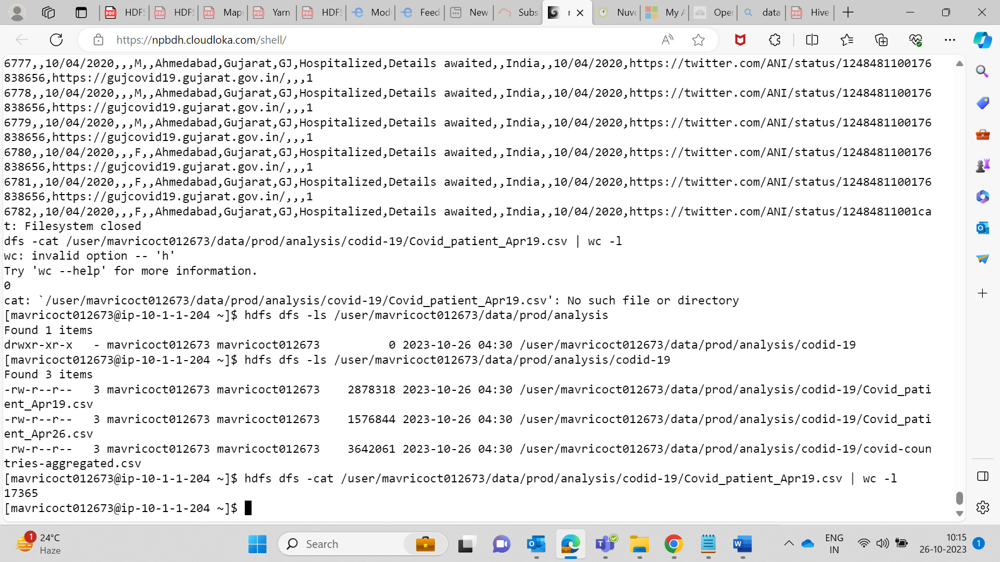 HDFS
HDFS
Map
Yarn
HDFS
Mod
Feed
New
Subs
Nuve
My A
Oper
data
Hive
https://npbdh.cloudloka.com/shell/
6777,,10/04/2020,,,M,,Ahmedabad,Gujarat,GJ,Hospitalized,Details awaited,,India,,10/04/2020,https://twitter.com/ANI/status/1248481100176
838656,https://gujcovid19.gujarat.gov.in/,,,1
6778,,10/04/2020,,,M,,Ahmedabad,Gujarat,GJ,Hospitalized,Details awaited,,India,,10/04/2020,https://twitter.com/ANI/status/1248481100176
838656,https://gujcovid19.gujarat.gov.in/,,,1
6779,,10/04/2020,,,M,,Ahmedabad,Gujarat,GJ,Hospitalized,Details awaited,,India,,10/04/2020,https://twitter.com/ANI/status/1248481100176
838656,https://gujcovid19.gujarat.gov.in/,,,1
6780,,10/04/2020,,,F,,Ahmedabad,Gujarat,GJ,Hospitalized,Details awaited,,India,,10/04/2020,https://twitter.com/ANI/status/1248481100176
838656,https://gujcovid19.gujarat.gov.in/,,,1
6781,,10/04/2020,,,F,,Ahmedabad,Gujarat,GJ,Hospitalized,Details awaited,,India,,10/04/2020,https://twitter.com/ANI/status/1248481100176
838656,https://gujcovid19.gujarat.gov.in/,,,1
6782,,10/04/2020,,,F,,Ahmedabad,Gujarat,GJ,Hospitalized,Details awaited,,India,,10/04/2020,https://twitter.com/ANI/status/12484811001ca
t: Filesystem closed
dfs -cat /user/mavricoct012673/data/prod/analysis/codid-19/Covid_patient_Apr19.csv | wc -l
wc: invalid option -- 'h'
Try 'wc --help' for more information.
0
cat: `/user/mavricoct012673/data/prod/analysis/covid-19/Covid_patient_Apr19.csv': No such file or directory
[mavricoct012673@ip-10-1-1-204 ~]$ hdfs dfs -ls /user/mavricoct012673/data/prod/analysis
Found 1 items
drwxr-xr-x   - mavricoct012673 mavricoct012673          0 2023-10-26 04:30 /user/mavricoct012673/data/prod/analysis/codid-19
[mavricoct012673@ip-10-1-1-204 ~]$ hdfs dfs -ls /user/mavricoct012673/data/prod/analysis/codid-19
Found 3 items
-rw-r--r--   3 mavricoct012673 mavricoct012673    2878318 2023-10-26 04:30 /user/mavricoct012673/data/prod/analysis/codid-19/Covid_pati
ent_Apr19.csv
-rw-r--r--   3 mavricoct012673 mavricoct012673    1576844 2023-10-26 04:30 /user/mavricoct012673/data/prod/analysis/codid-19/Covid_pati
ent_Apr26.csv
-rw-r--r--   3 mavricoct012673 mavricoct012673    3642061 2023-10-26 04:30 /user/mavricoct012673/data/prod/analysis/codid-19/covid-coun
tries-aggregated.csv
[mavricoct012673@ip-10-1-1-204 ~]$ hdfs dfs -cat /user/mavricoct012673/data/prod/analysis/codid-19/Covid_patient_Apr19.csv | wc -l
17365
[mavricoct012673@ip-10-1-1-204 ~]$
1
24°C
Haze
Search
ENG
IN
10:15
26-10-2023
1